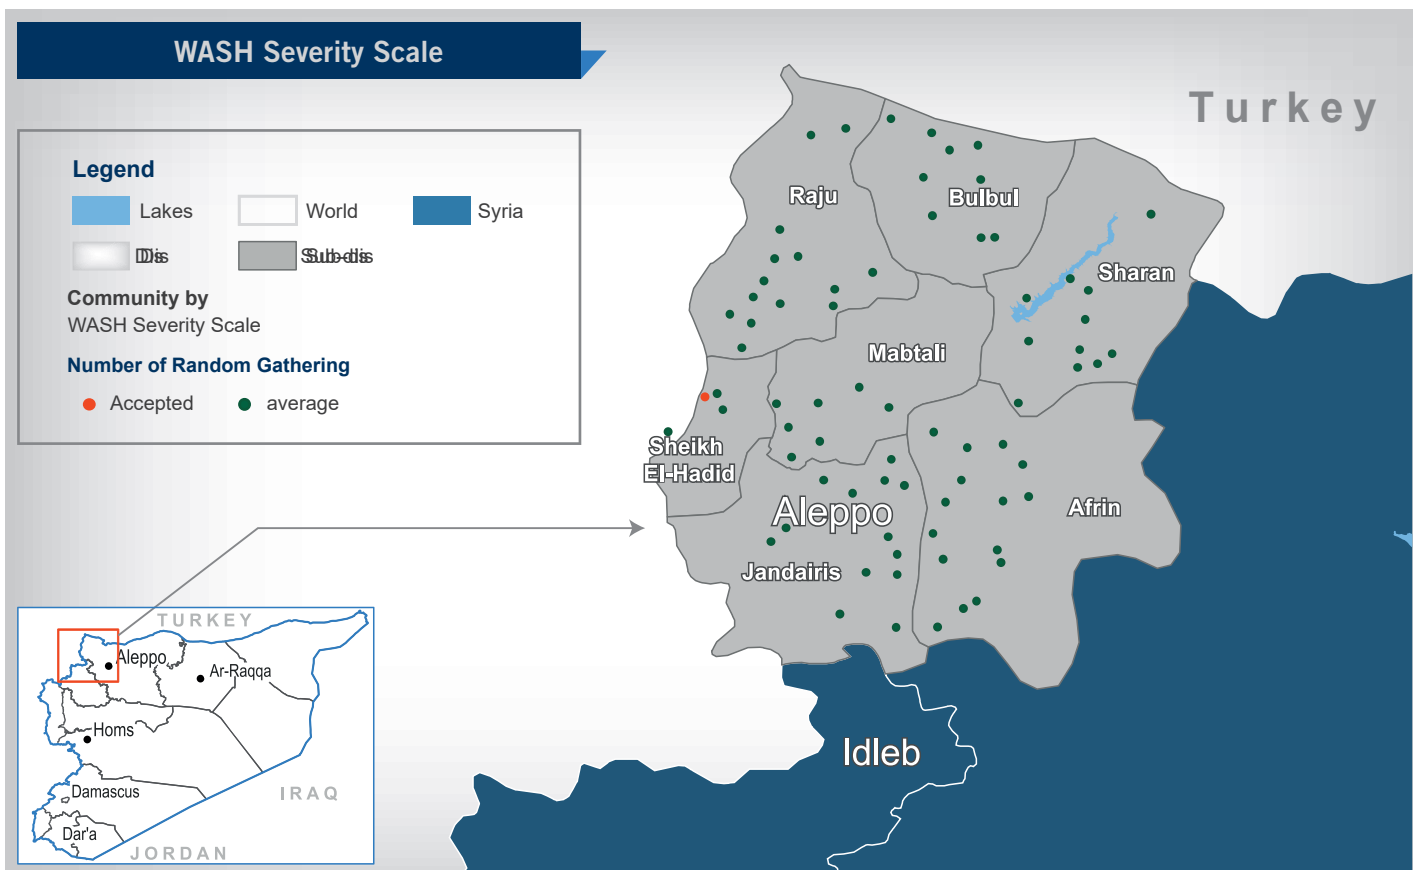 WASH Severity Scale
Turkey
Legend
Lakes
World
Syria
Dis
Sub-dis
Community by
WASH Severity Scale
Number of Random Gathering
Accepted
average
Raju
Bulbul
Sharan
Mabtali
Sheikh
El-Hadid
Aleppo
Afrin
Jandairis
Idleb
TURKEY
Aleppo
Ar-Raqqa
Homs
Damascus
IRAQ
Dar'a
JORDAN